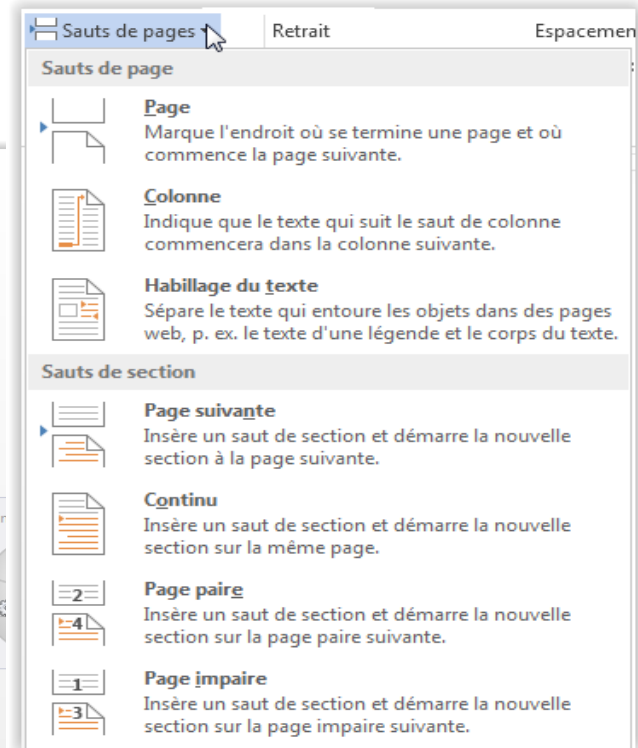 Sauts de pages Retrait Espacemen
Sauts de page
Page
Marque l'endroit où se termine une page et où
commence la page suivante.
Colonne
Indique que le texte qui suit le saut de colonne
commencera dans la colonne suivante.
Habillage du texte
Sépare le texte qui entoure les objets dans des pages
web, p. ex. le texte d'une légende et le corps du texte.
Sauts de section
Page suivante
Insère un saut de section et démarre la nouvelle
section à la page suivante.
Continu
Insère un saut de section et démarre la nouvelle
section sur la même page.
2
4
Page paire
Insère un saut de section et démarre la nouvelle
section sur la page paire suivante.
1
3
Page impaire
Insère un saut de section et démarre la nouvelle
section sur la page impaire suivante.